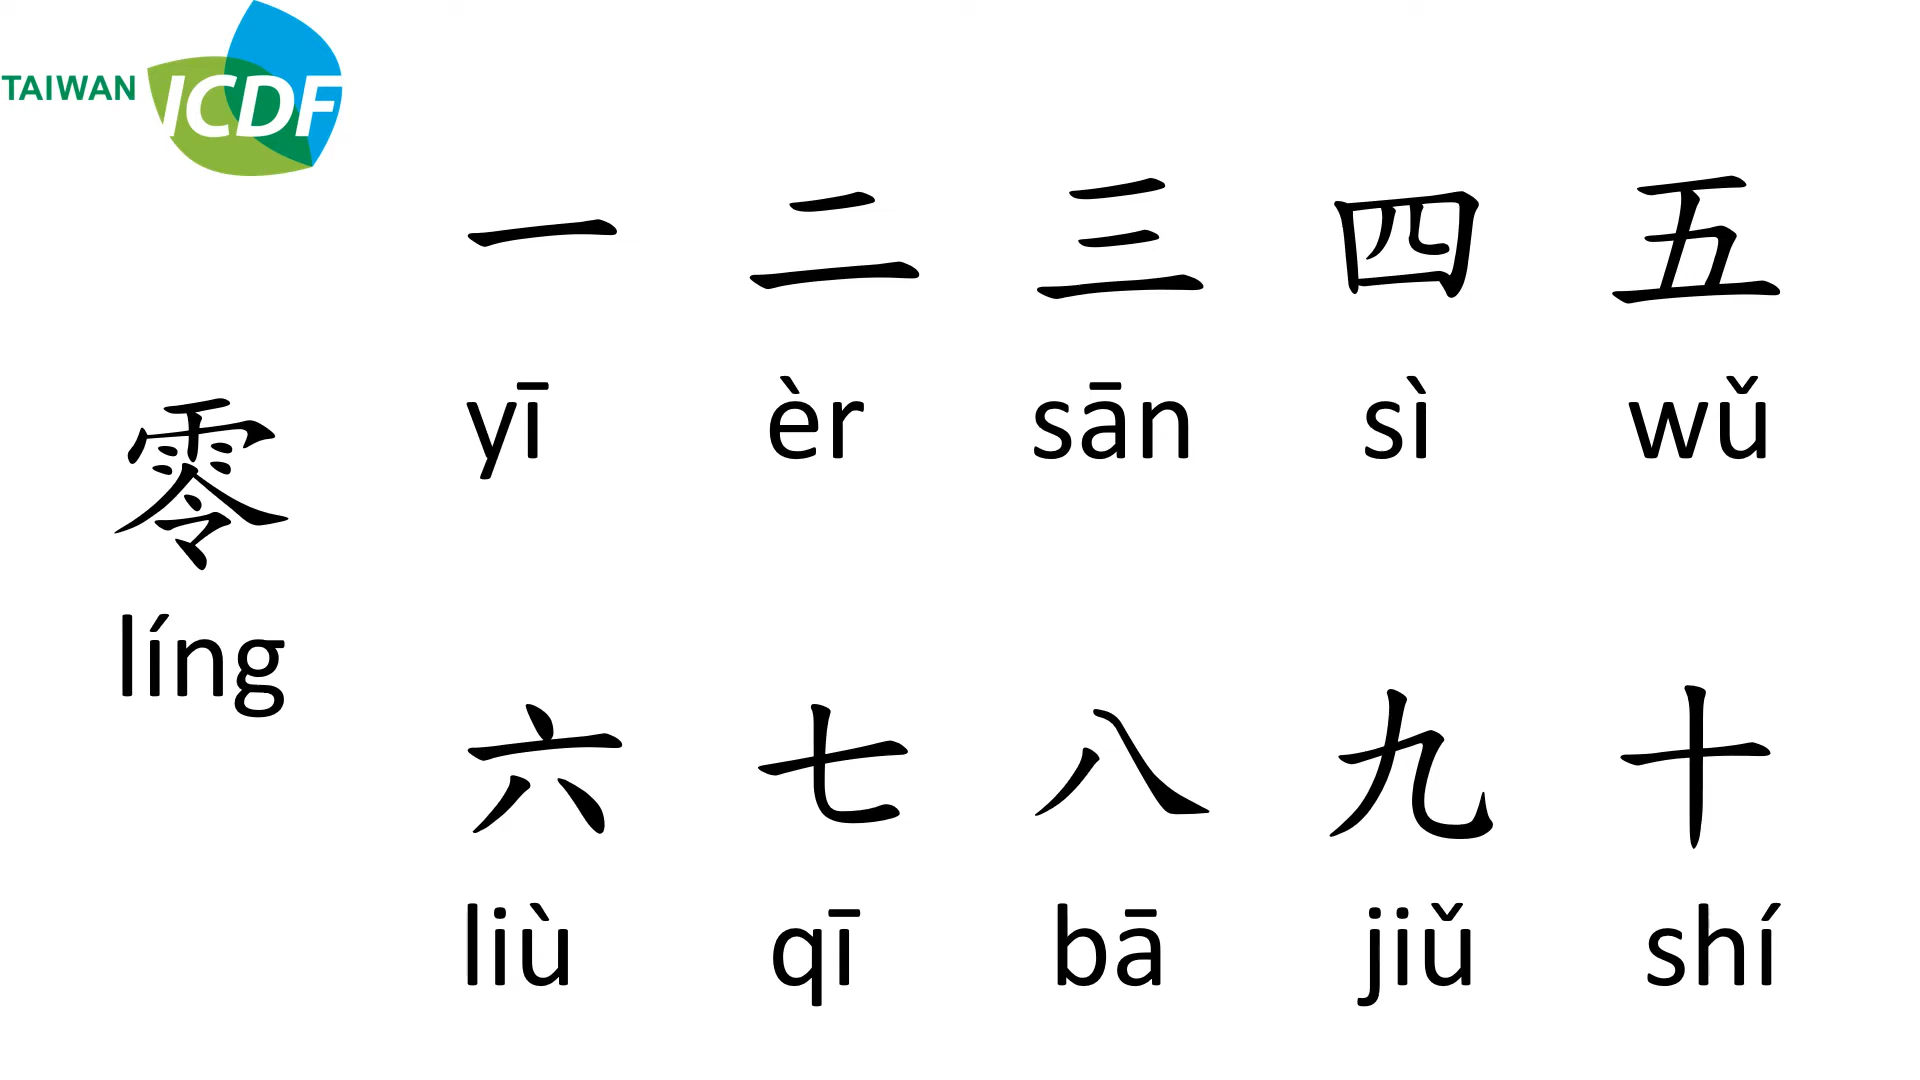 TAIWAN ICDF
一 二 三 四 五
yī èr sān sì wǔ
零
líng
六 七 八 九 十
liù qī bā jiǔ shí